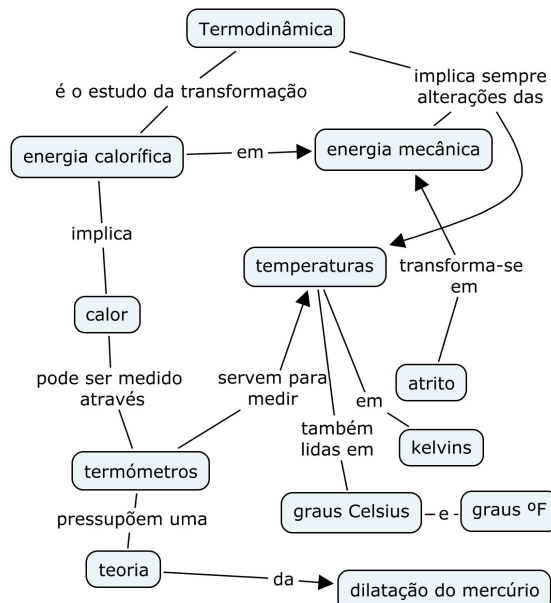 Termodinâmica
é o estudo da transformação
implica sempre
alterações das
energia calorífica
em
energia mecânica
implica
temperaturas
transforma-se
em
calor
pode ser medido
através
servem para
medir
atrito
em
também
lidas em
kelvins
termómetros
graus Celsius
e
graus ºF
pressupõem uma
teoria
da
dilatação do mercúrio